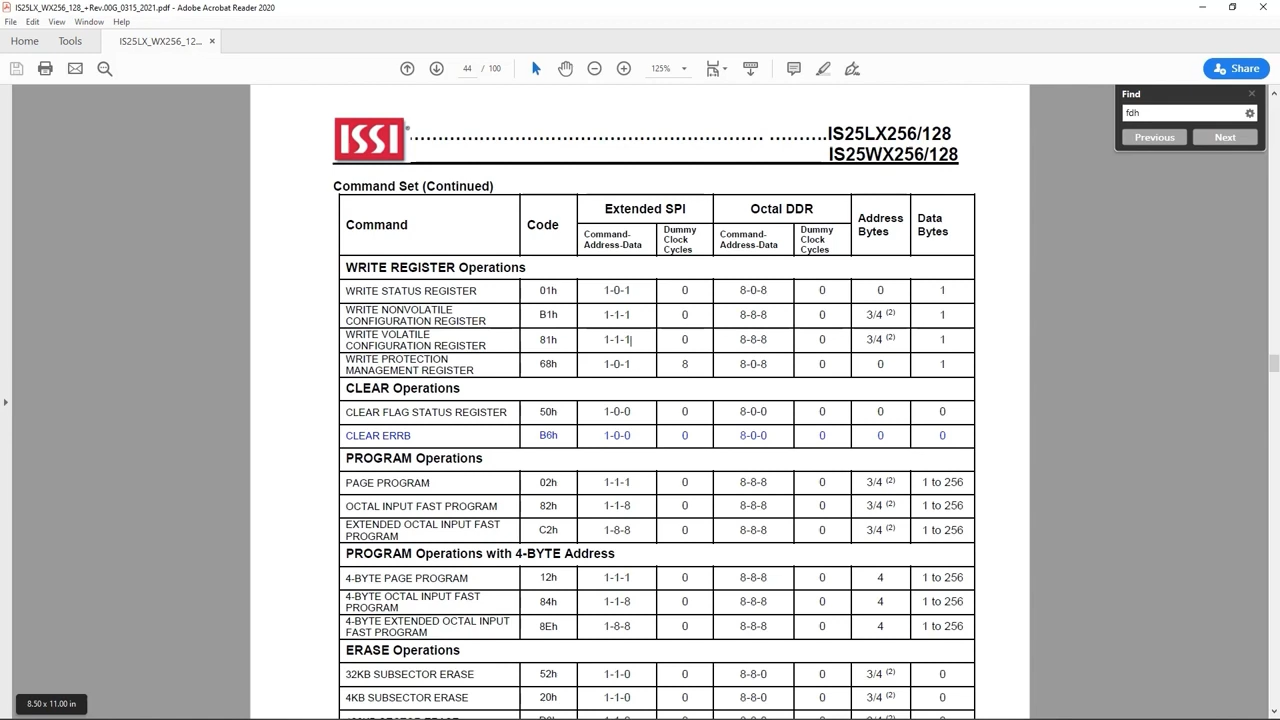 IS25LX_WX256_128_+Rev.00G_0315_2021.pdf - Adobe Acrobat Reader 2020
File Edit View Window Help
Home Tools IS25LX_WX256_12... ×
44 / 100 125% Share
Find
fdh
Previous Next
ISSI® IS25LX256/128
IS25WX256/128
Command Set (Continued)
Command Code Extended SPI Octal DDR Address Bytes Data Bytes
Command-Address-Data Dummy Clock Cycles Command-Address-Data Dummy Clock Cycles
WRITE REGISTER Operations
WRITE STATUS REGISTER 01h 1-0-1 0 8-0-8 0 0 1
WRITE NONVOLATILE
CONFIGURATION REGISTER B1h 1-1-1 0 8-8-8 0 3/4 (2) 1
WRITE VOLATILE
CONFIGURATION REGISTER 81h 1-1-1 0 8-8-8 0 3/4 (2) 1
WRITE PROTECTION
MANAGEMENT REGISTER 68h 1-0-1 8 8-0-8 0 0 1
CLEAR Operations
CLEAR FLAG STATUS REGISTER 50h 1-0-0 0 8-0-0 0 0 0
CLEAR ERRB B6h 1-0-0 0 8-0-0 0 0 0
PROGRAM Operations
PAGE PROGRAM 02h 1-1-1 0 8-8-8 0 3/4 (2) 1 to 256
OCTAL INPUT FAST PROGRAM 82h 1-1-8 0 8-8-8 0 3/4 (2) 1 to 256
EXTENDED OCTAL INPUT FAST
PROGRAM C2h 1-8-8 0 8-8-8 0 3/4 (2) 1 to 256
PROGRAM Operations with 4-BYTE Address
4-BYTE PAGE PROGRAM 12h 1-1-1 0 8-8-8 0 4 1 to 256
4-BYTE OCTAL INPUT FAST
PROGRAM 84h 1-1-8 0 8-8-8 0 4 1 to 256
4-BYTE EXTENDED OCTAL INPUT
FAST PROGRAM 8Eh 1-8-8 0 8-8-8 0 4 1 to 256
ERASE Operations
32KB SUBSECTOR ERASE 52h 1-1-0 0 8-8-0 0 3/4 (2) 0
4KB SUBSECTOR ERASE 20h 1-1-0 0 8-8-0 0 3/4 (2) 0
8.50 x 11.00 in